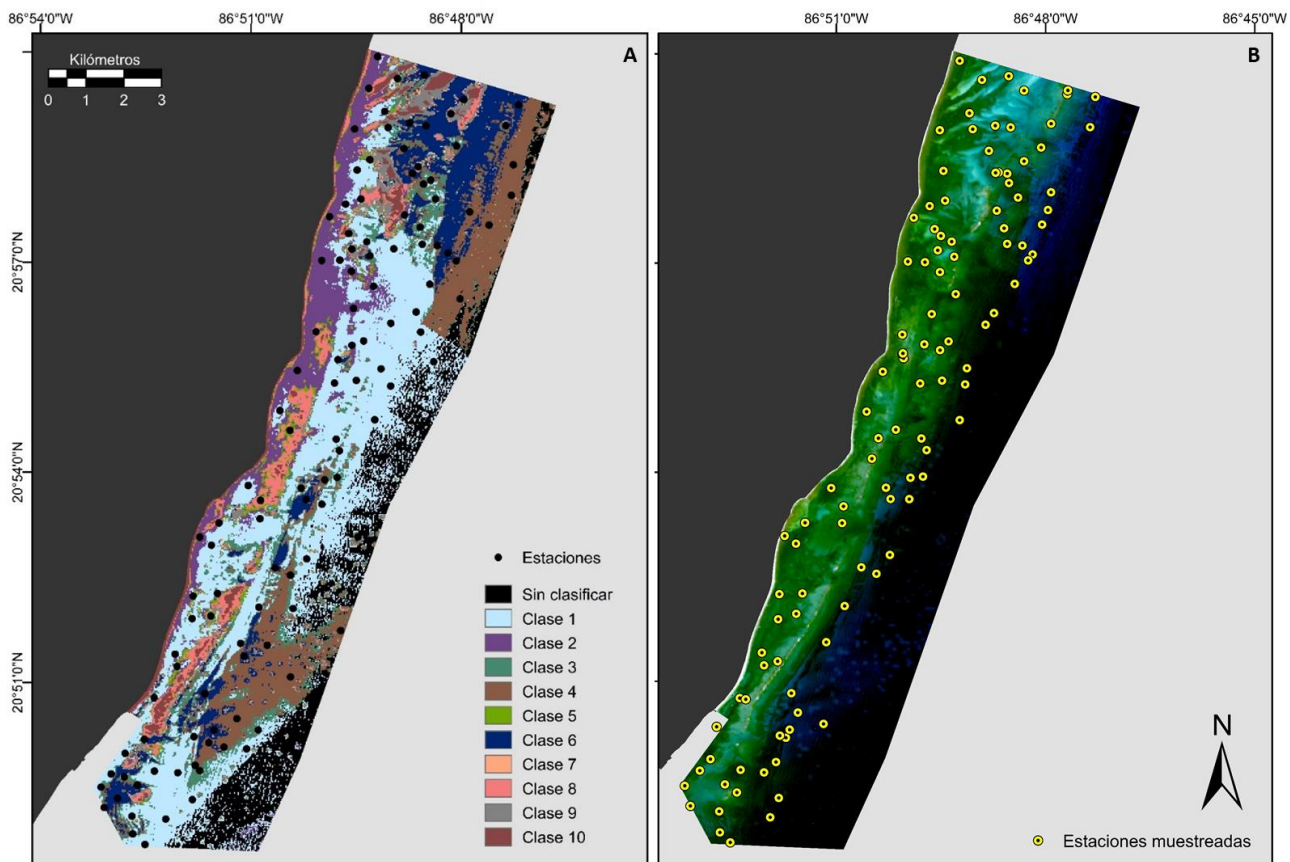 86°54'0"W 86°51'0"W 86°48'0"W
86°51'0"W 86°48'0"W 86°45'0"W
A
B
Kilómetros
0 1 2 3
20°57'0"N
20°54'0"N
20°51'0"N
Estaciones
Sin clasificar
Clase 1
Clase 2
Clase 3
Clase 4
Clase 5
Clase 6
Clase 7
Clase 8
Clase 9
Clase 10
N
Estaciones muestreadas